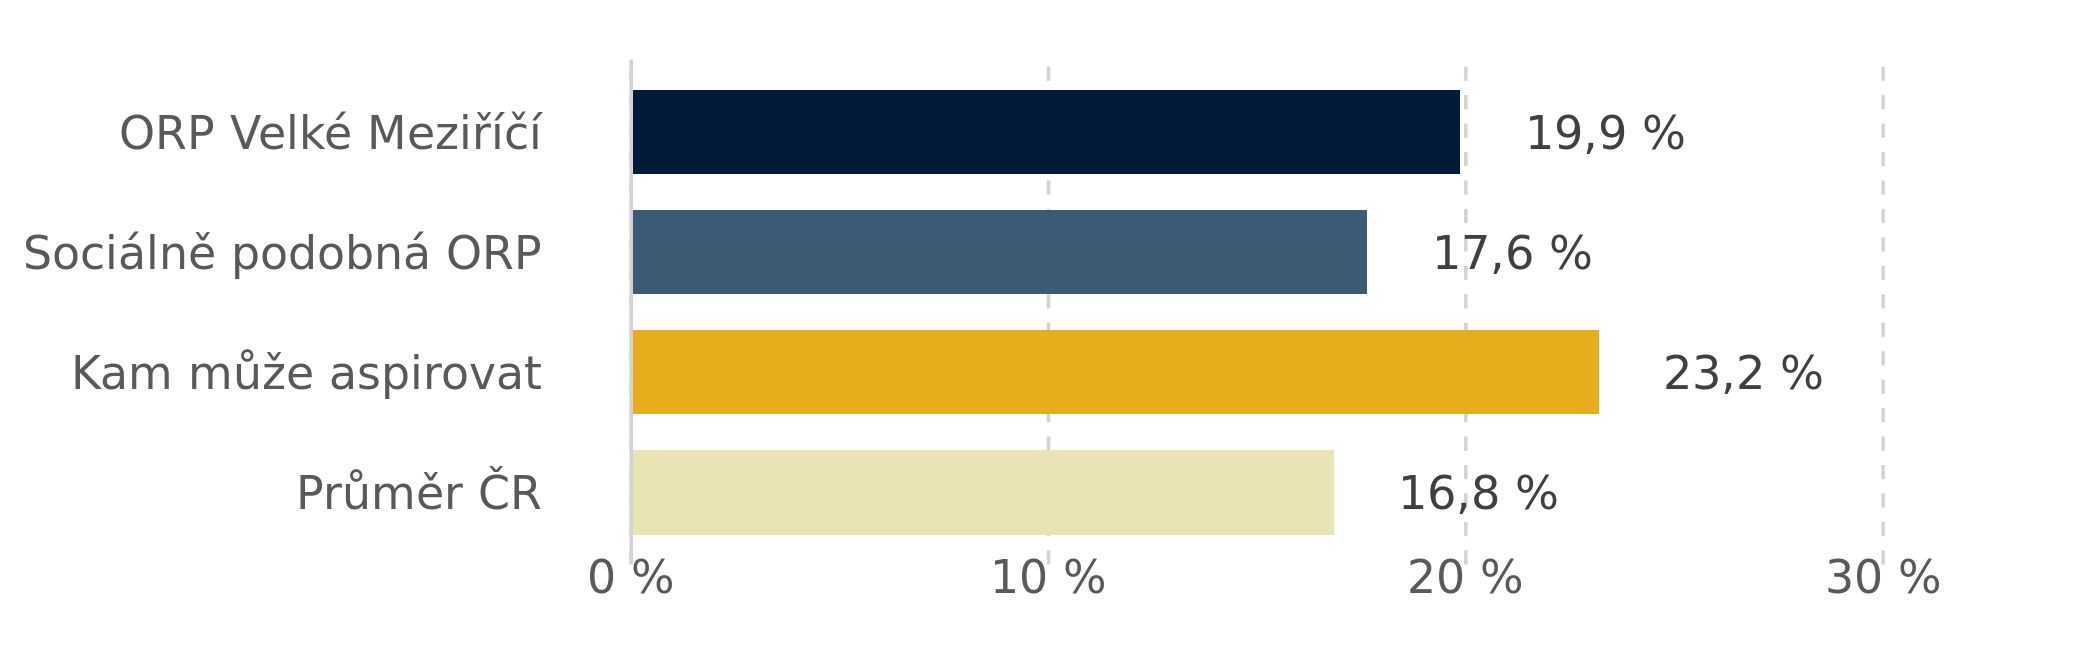 ORP Velké Meziříčí 19,9 %
Sociálně podobná ORP 17,6 %
Kam může aspirovat 23,2 %
Průměr ČR 16,8 %
0 % 10 % 20 % 30 %